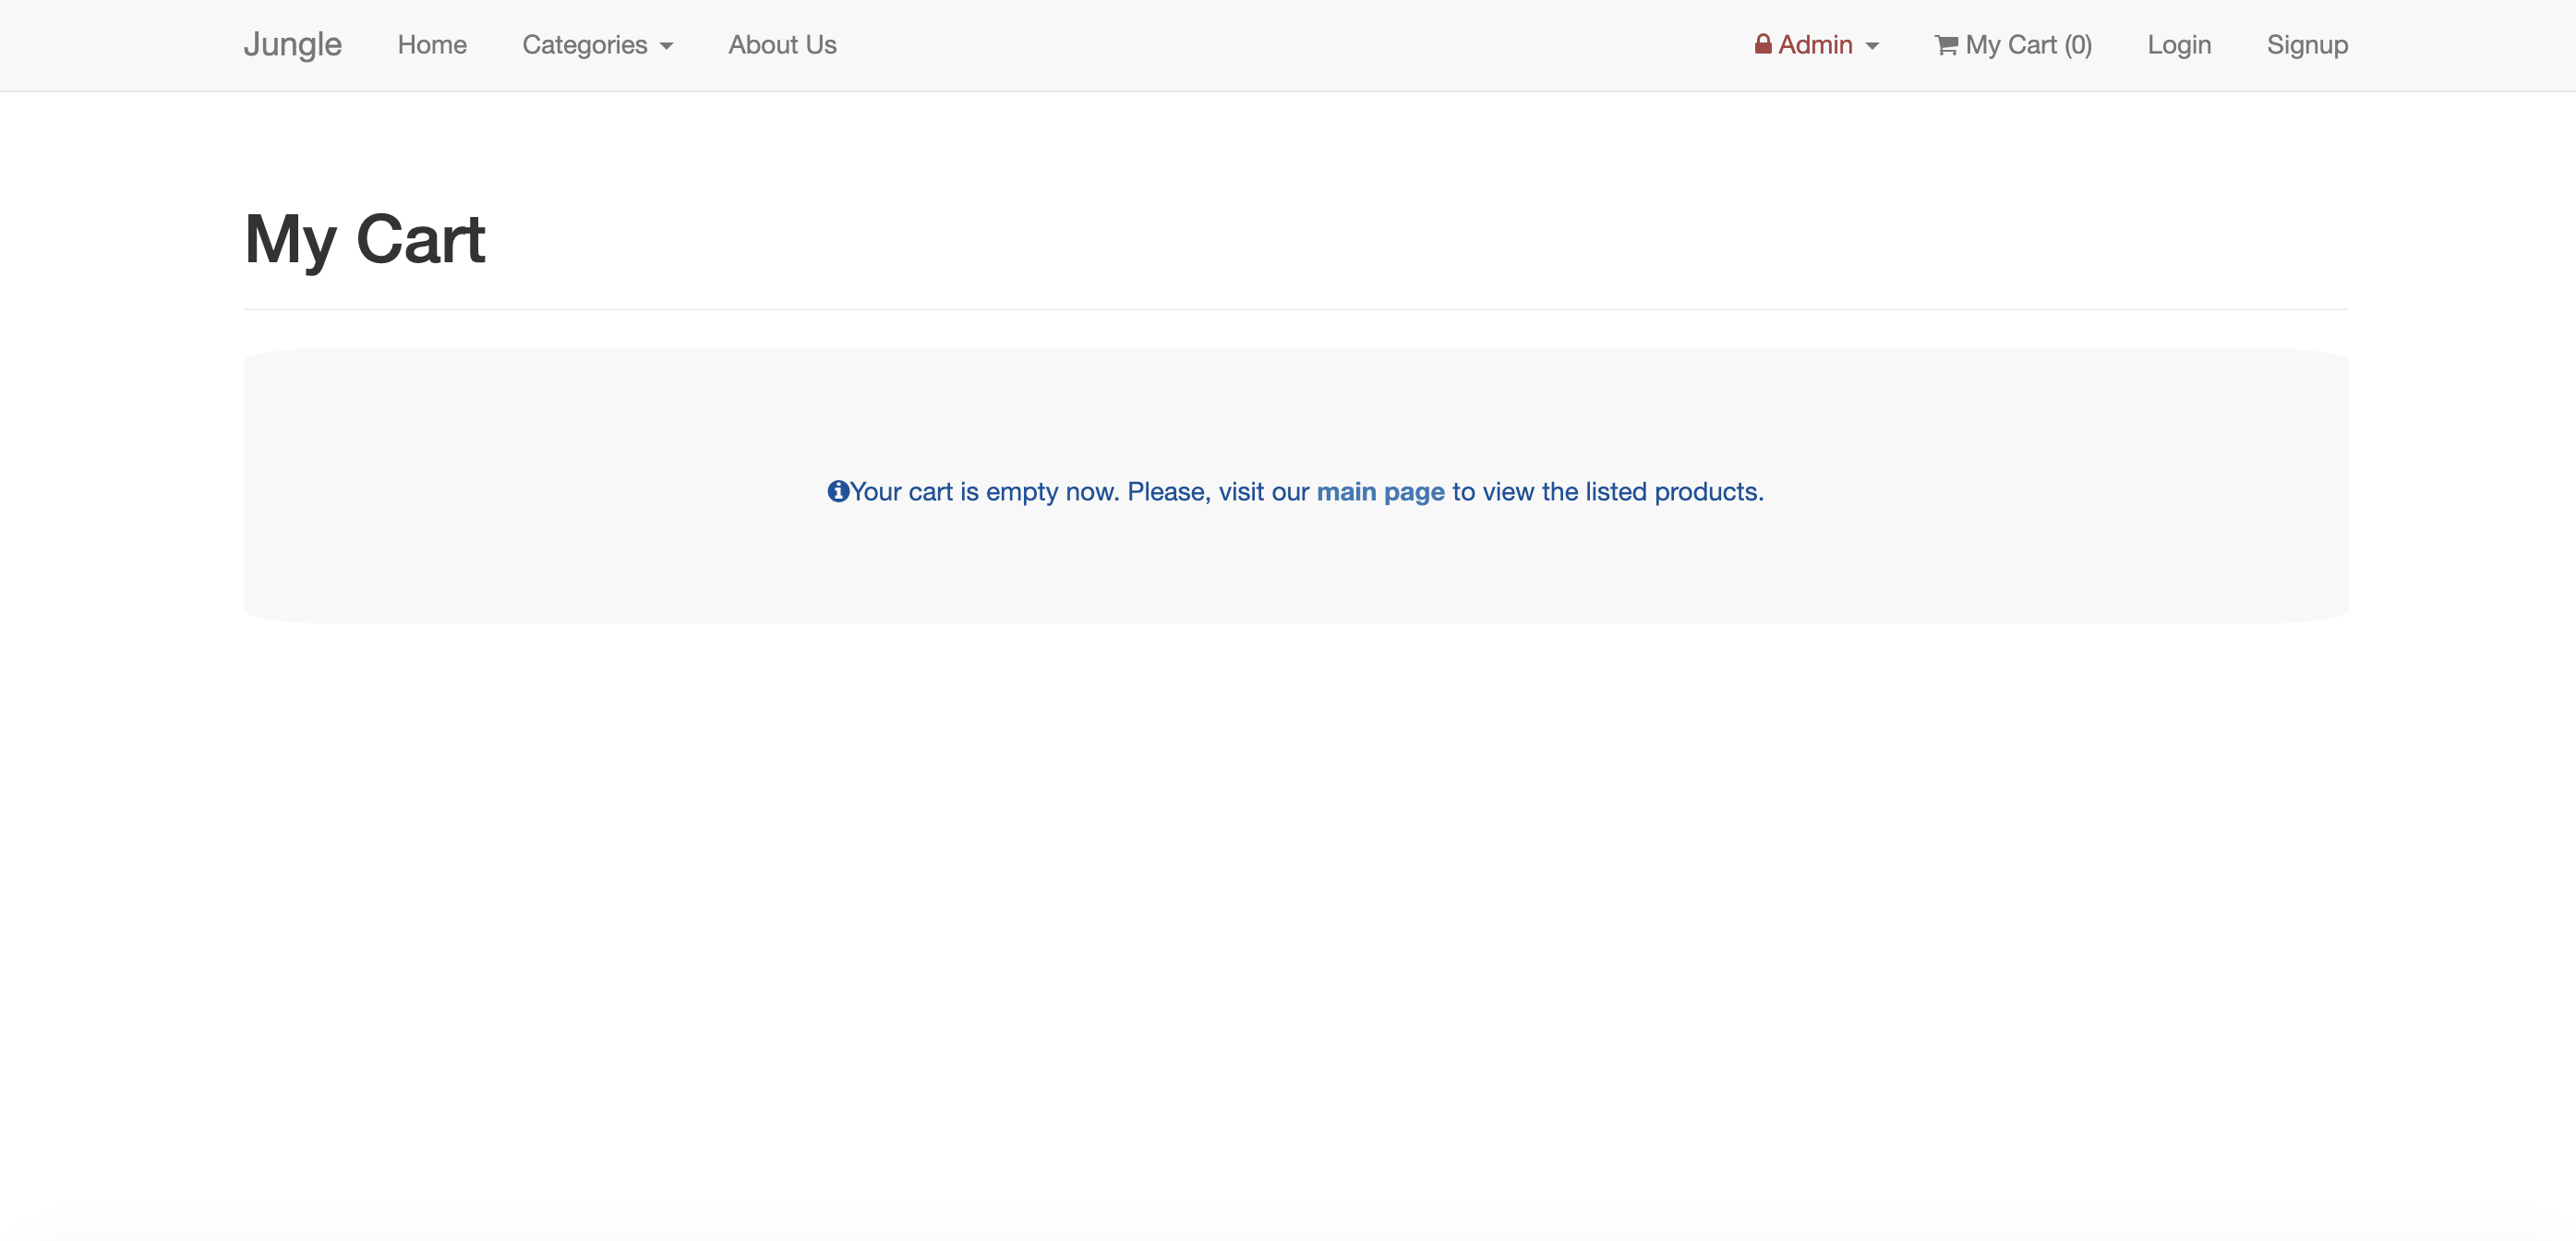 Jungle Home Categories About Us Admin My Cart (0) Login Signup
My Cart
Your cart is empty now. Please, visit our main page to view the listed products.